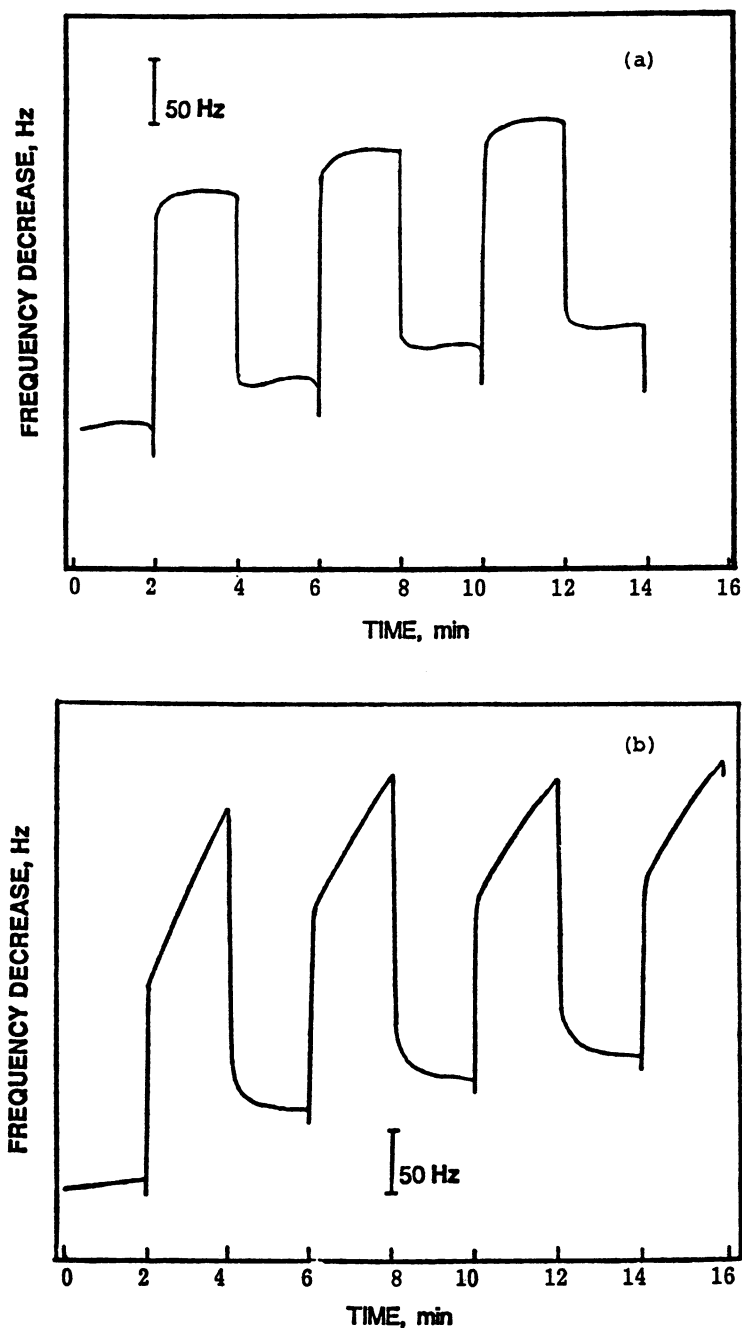 (a)
50 Hz
FREQUENCY DECREASE, Hz
0 2 4 6 8 10 12 14 16
TIME, min
(b)
FREQUENCY DECREASE, Hz
50 Hz
0 2 4 6 8 10 12 14 16
TIME, min